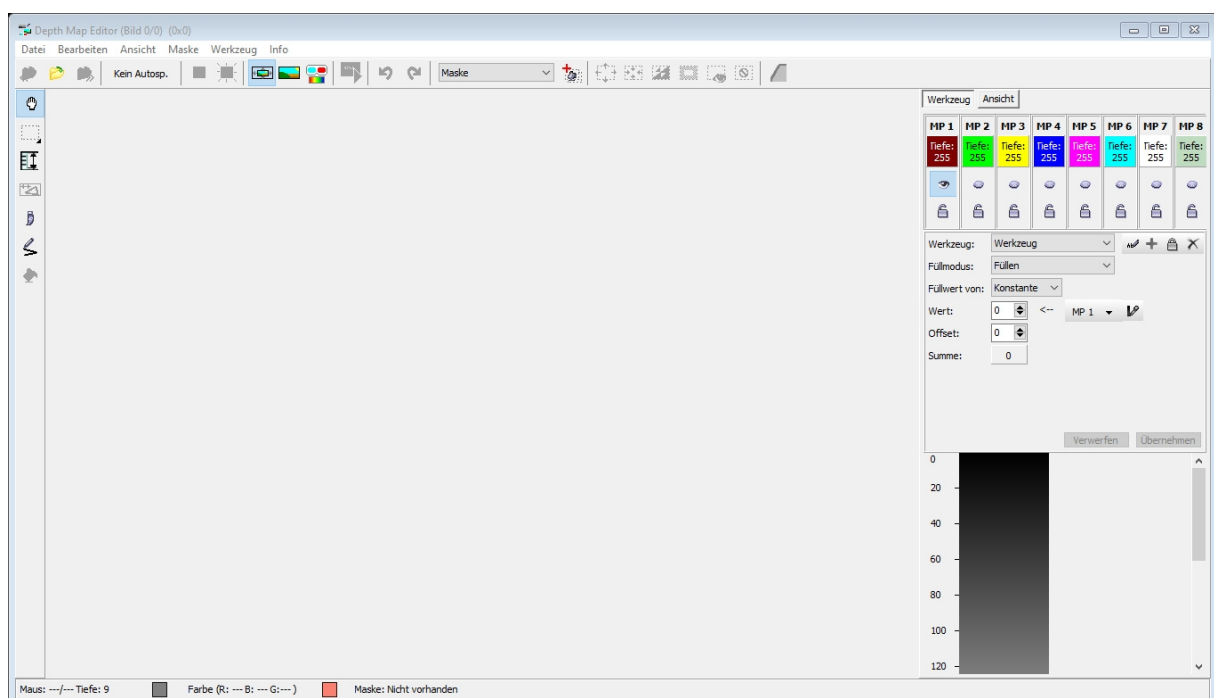 Depth Map Editor (Bild 0/0) (0x0)
Datei Bearbeiten Ansicht Maske Werkzeug Info
Kein Autosp. Maske
Werkzeug Ansicht
MP 1 MP 2 MP 3 MP 4 MP 5 MP 6 MP 7 MP 8
Tiefe: Tiefe: Tiefe: Tiefe: Tiefe: Tiefe: Tiefe: Tiefe:
255 255 255 255 255 255 255 255
Werkzeug: Werkzeug
Füllmodus: Füllen
Füllwert von: Konstante
Wert: 0 <-- MP 1
Offset: 0
Summe: 0
Verwerfen Übernehmen
0
20
40
60
80
100
120
Maus: ---/--- Tiefe: 9 Farbe (R: --- B: --- G:--- ) Maske: Nicht vorhanden